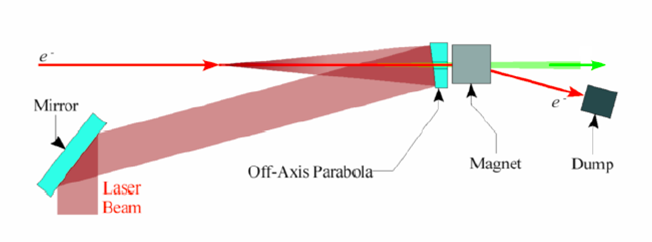 e-
Mirror
Laser
Beam
Off-Axis Parabola
Magnet
e-
Dump